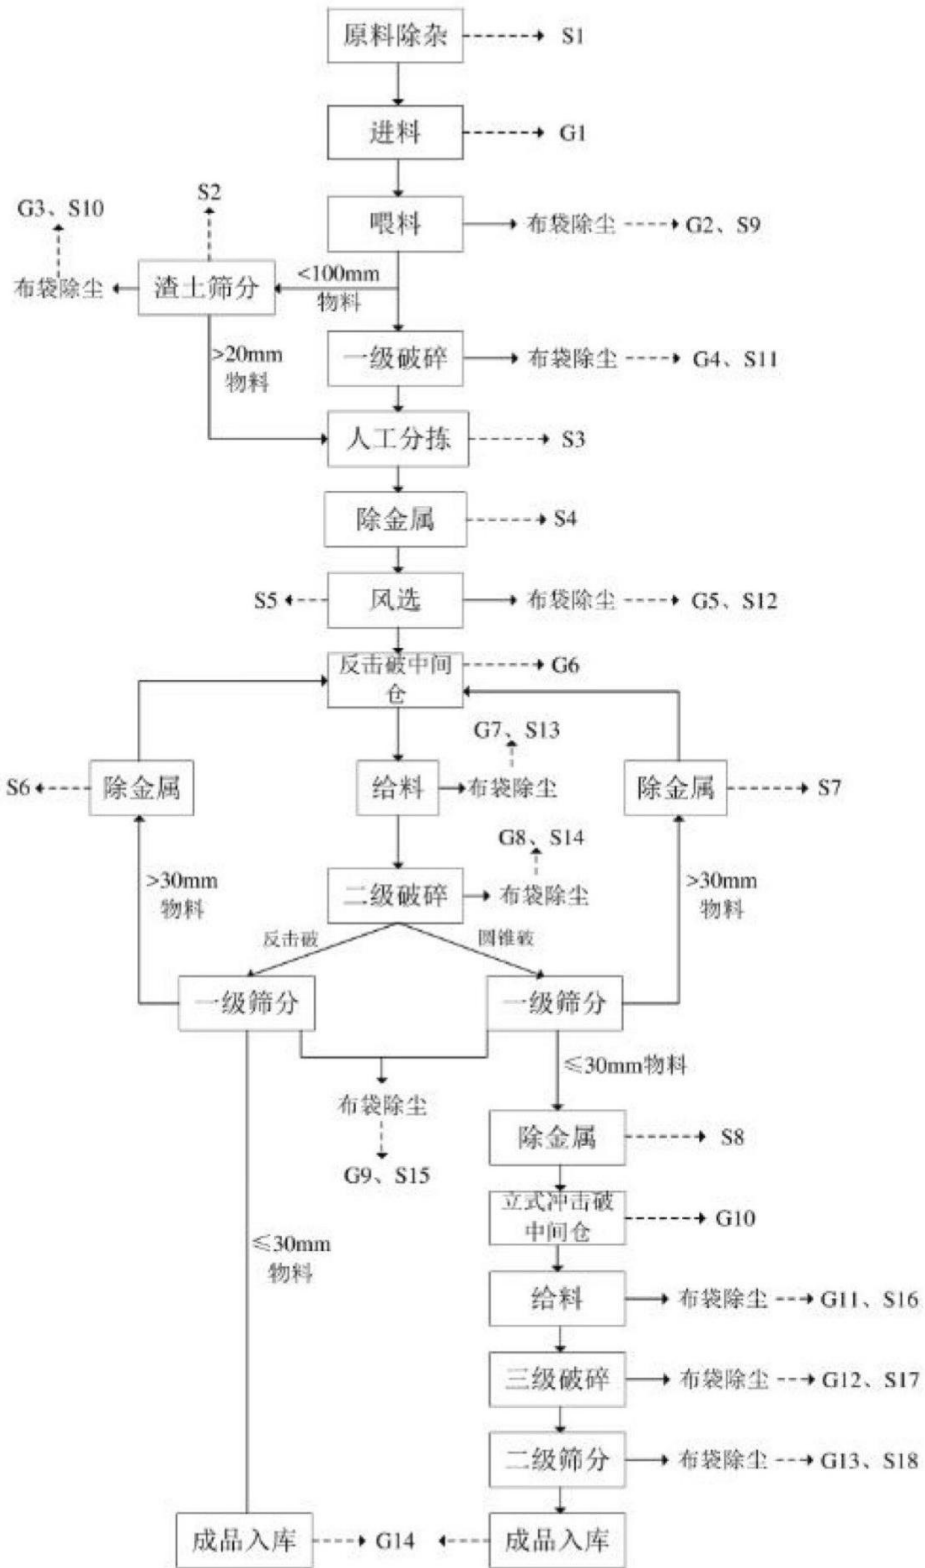 原料除杂
S1
进料
G1
S2
G3、S10
喂料
布袋除尘
G2、S9
布袋除尘
渣土筛分
<100mm
物料
>20mm
物料
一级破碎
布袋除尘
G4、S11
人工分拣
S3
除金属
S4
S5
风选
布袋除尘
G5、S12
反击破中间
仓
G6
G7、S13
S6
除金属
给料
布袋除尘
除金属
S7
G8、S14
>30mm
物料
二级破碎
布袋除尘
>30mm
物料
反击破
圆锥破
一级筛分
一级筛分
≤30mm物料
布袋除尘
除金属
S8
G9、S15
立式冲击破
中间仓
G10
≤30mm
物料
给料
布袋除尘
G11、S16
三级破碎
布袋除尘
G12、S17
二级筛分
布袋除尘
G13、S18
成品入库
G14
成品入库